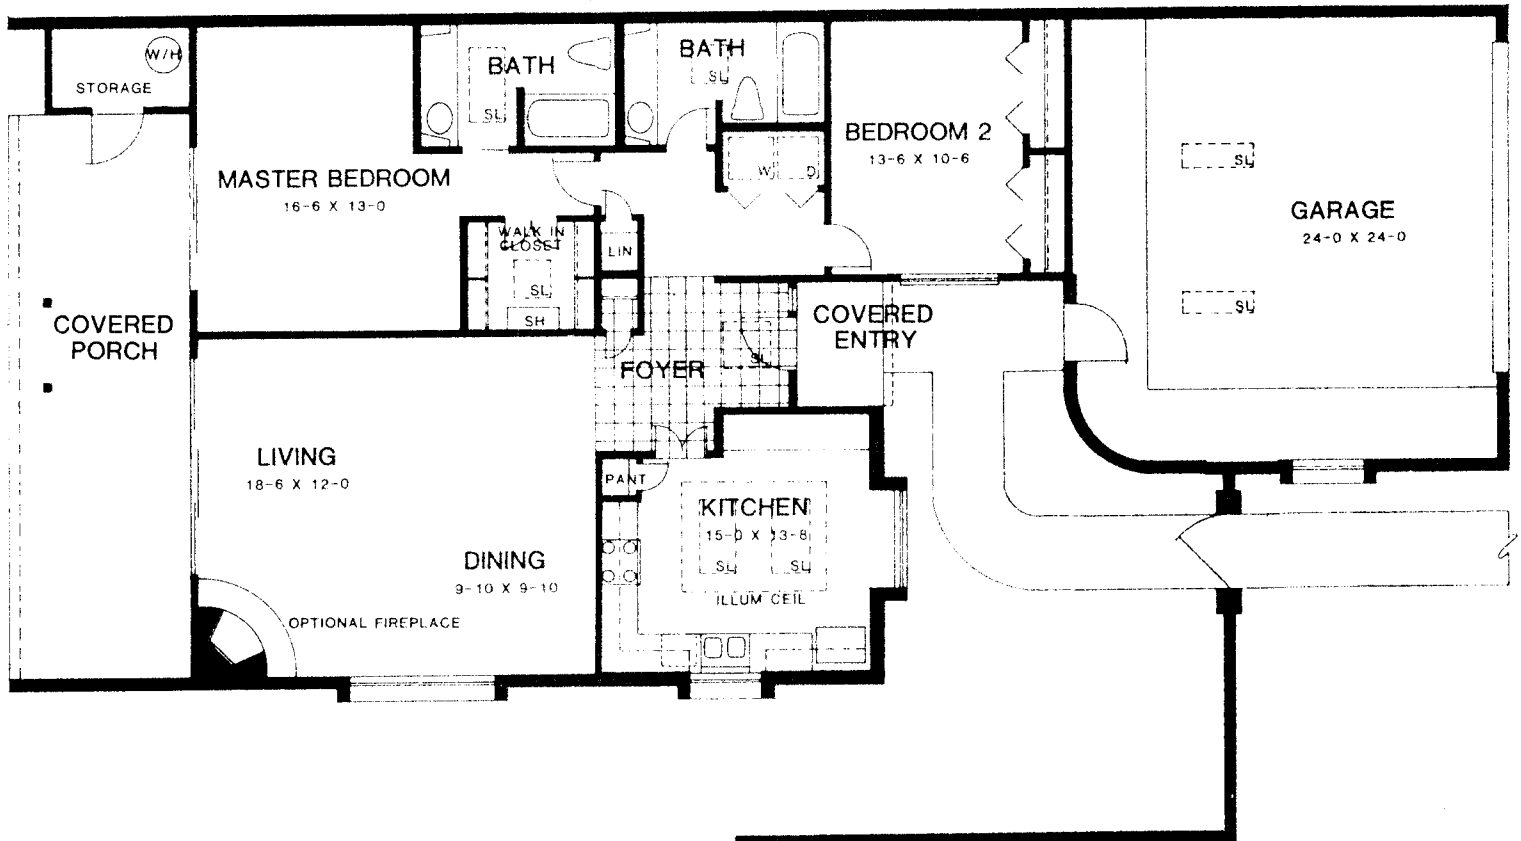 W/H
STORAGE
BATH
SL
BATH
SL
BEDROOM 2
13-6 X 10-6
W
D
MASTER BEDROOM
16-6 X 13-0
WALK IN
CLOSET
SL
SH
LIN
SL
GARAGE
24-0 X 24-0
SL
COVERED
PORCH
COVERED
ENTRY
FOYER
SL
LIVING
18-6 X 12-0
PANT
KITCHEN
15-0 X 13-8
SL
SL
ILLUM CEIL
DINING
9-10 X 9-10
OPTIONAL FIREPLACE